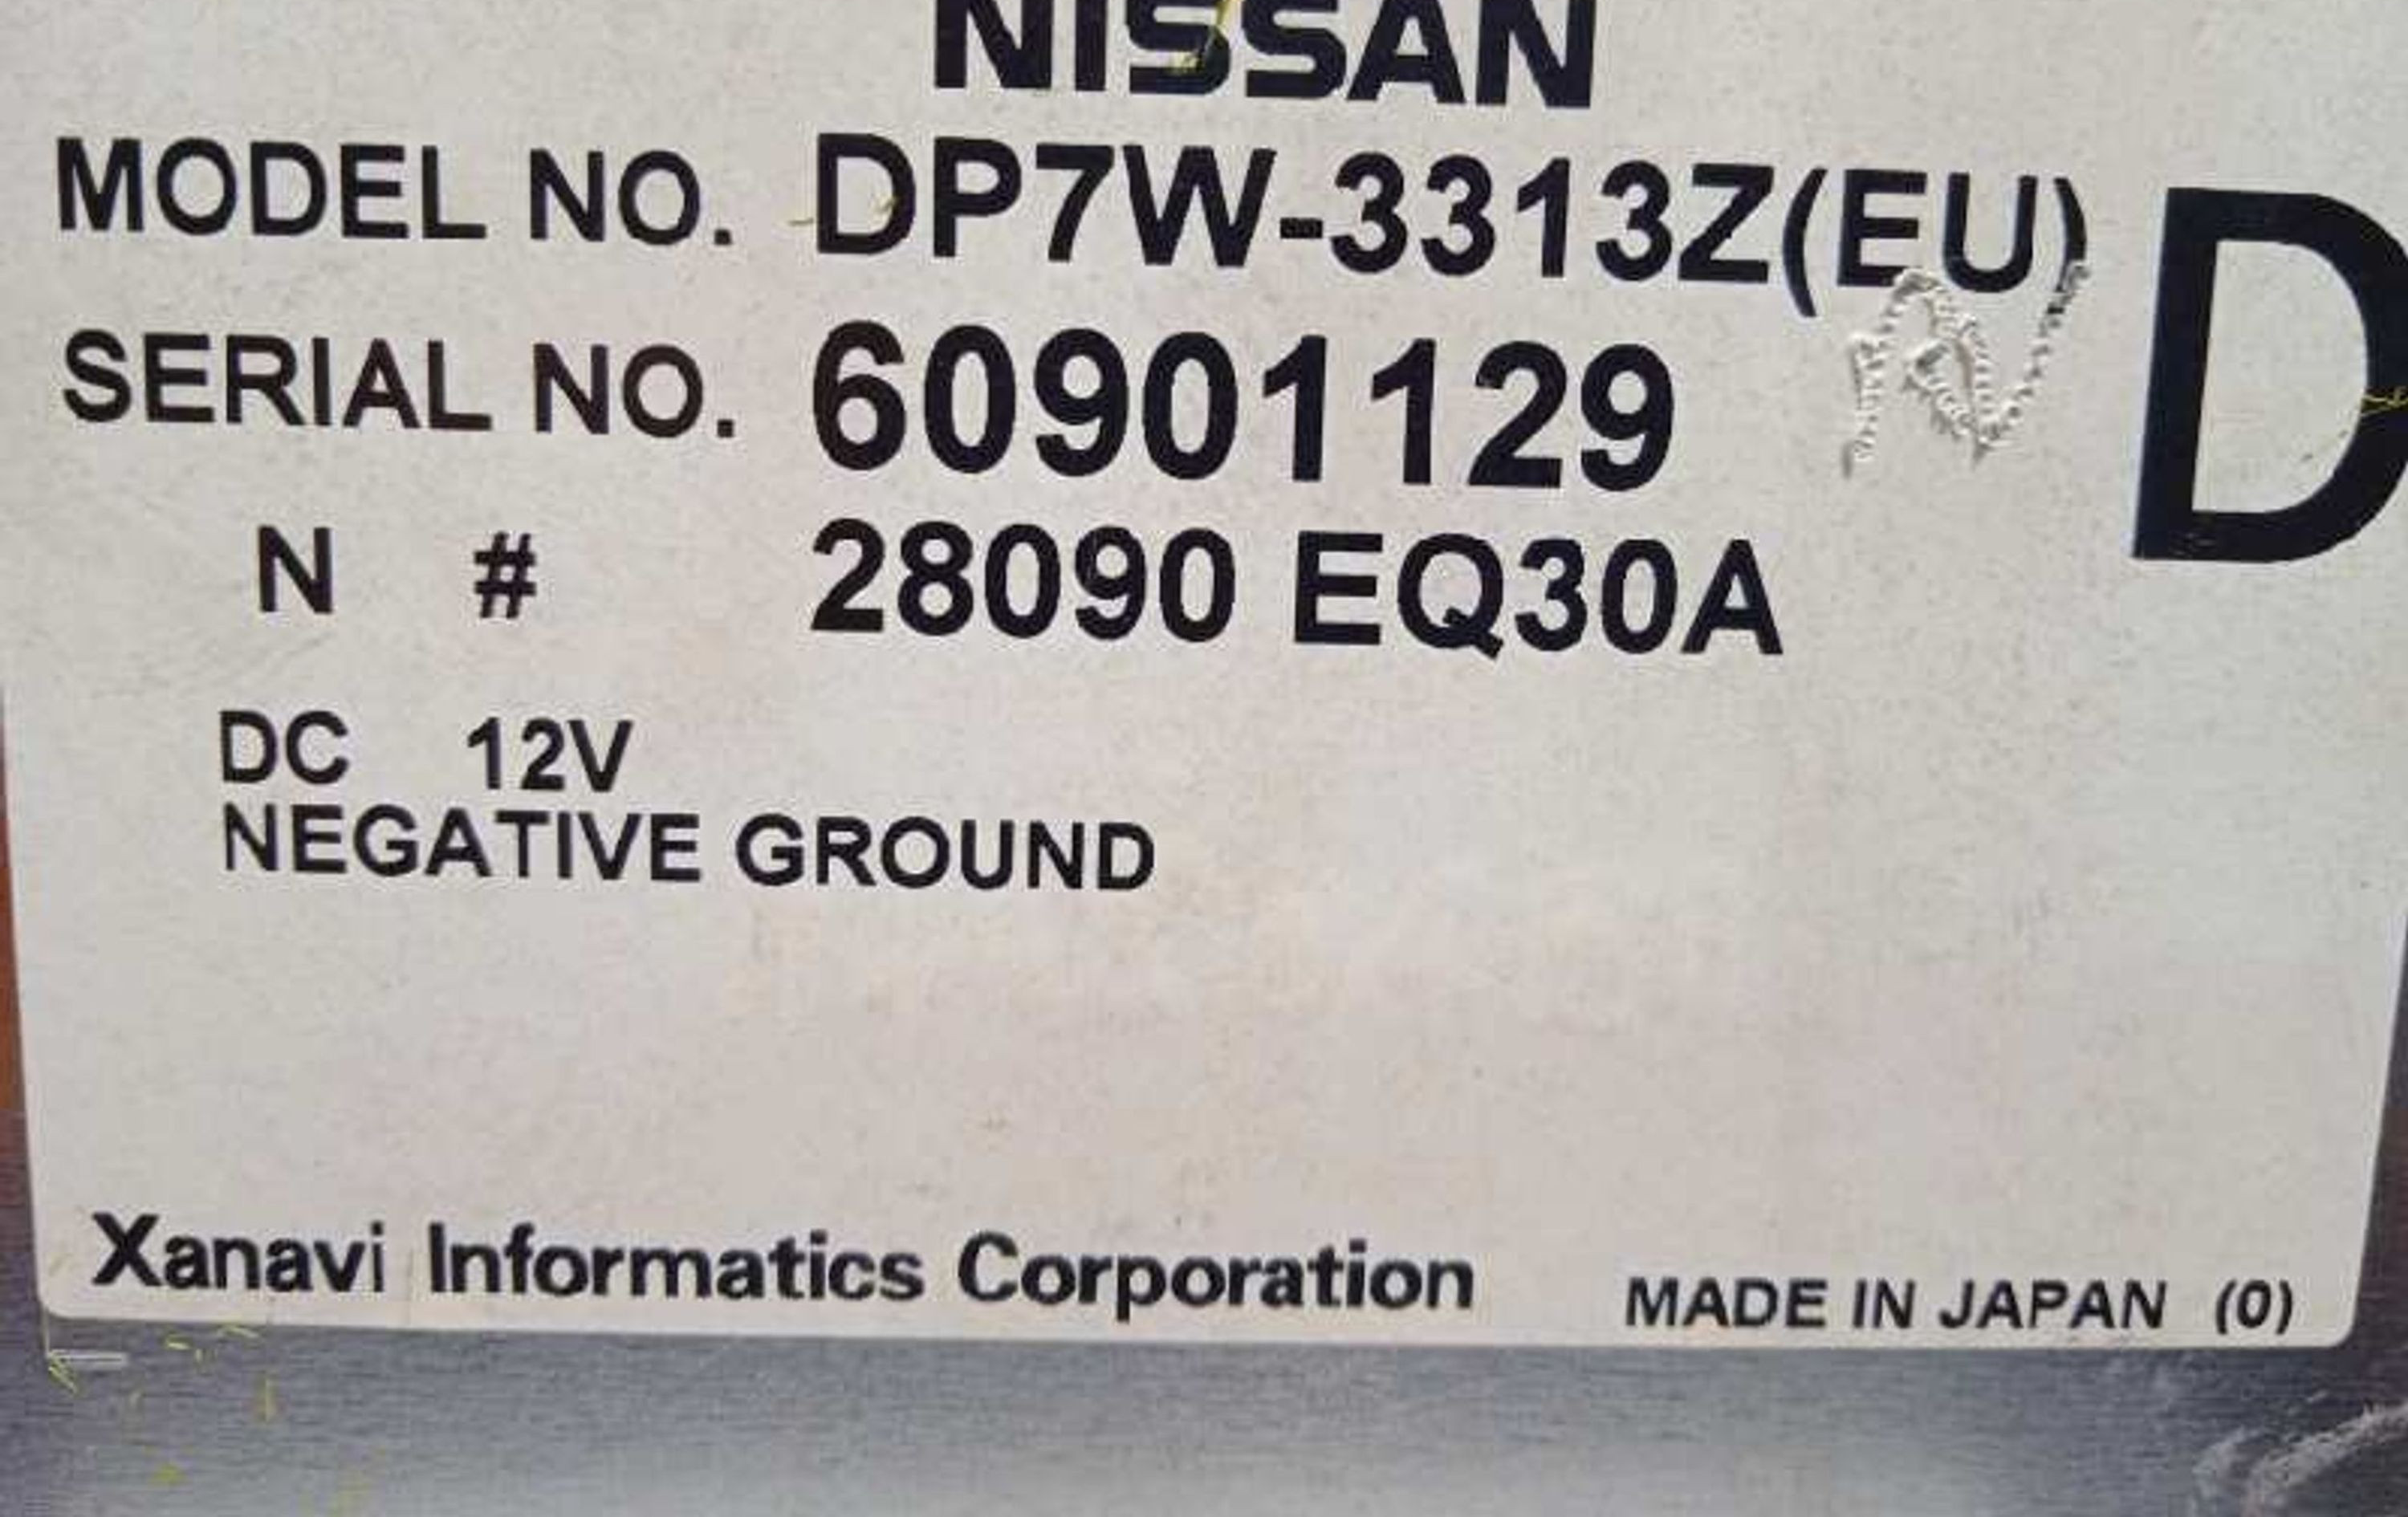 NISSAN
MODEL NO. DP7W-3313Z(EU)
D
SERIAL NO. 60901129
N # 28090 EQ30A
DC 12V
NEGATIVE GROUND
Xanavi Informatics Corporation MADE IN JAPAN (0)